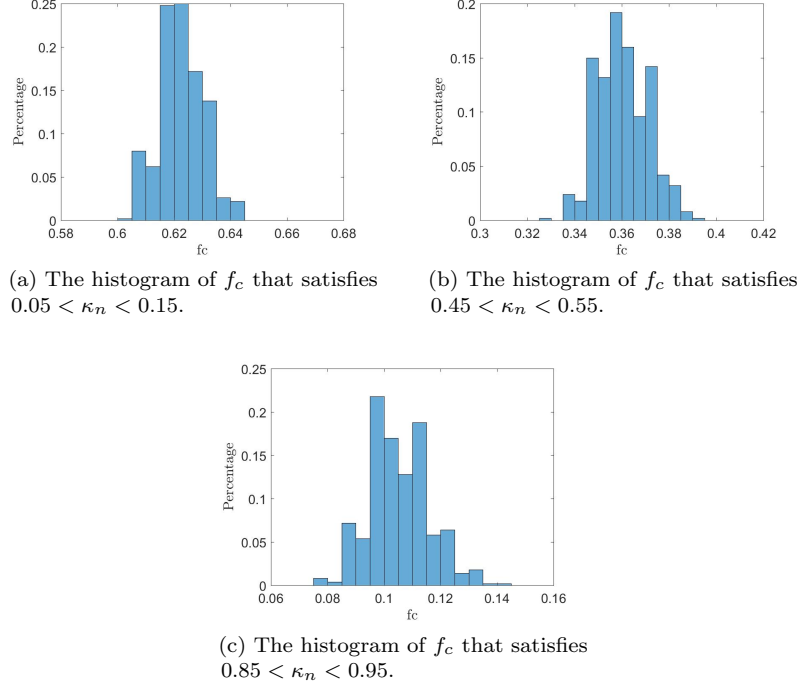 0.25
0.2
0.15
0.1
0.05
0
Percentage
0.58 0.6 0.62 0.64 0.66 0.68
fc
(a) The histogram of f_c that satisfies
0.05 < κ_n < 0.15.
0.2
0.15
0.1
0.05
0
Percentage
0.3 0.34 0.36 0.38 0.4 0.42
fc
(b) The histogram of f_c that satisfies
0.45 < κ_n < 0.55.
0.25
0.2
0.15
0.1
0.05
0
Percentage
0.06 0.08 0.1 0.12 0.14 0.16
fc
(c) The histogram of f_c that satisfies
0.85 < κ_n < 0.95.